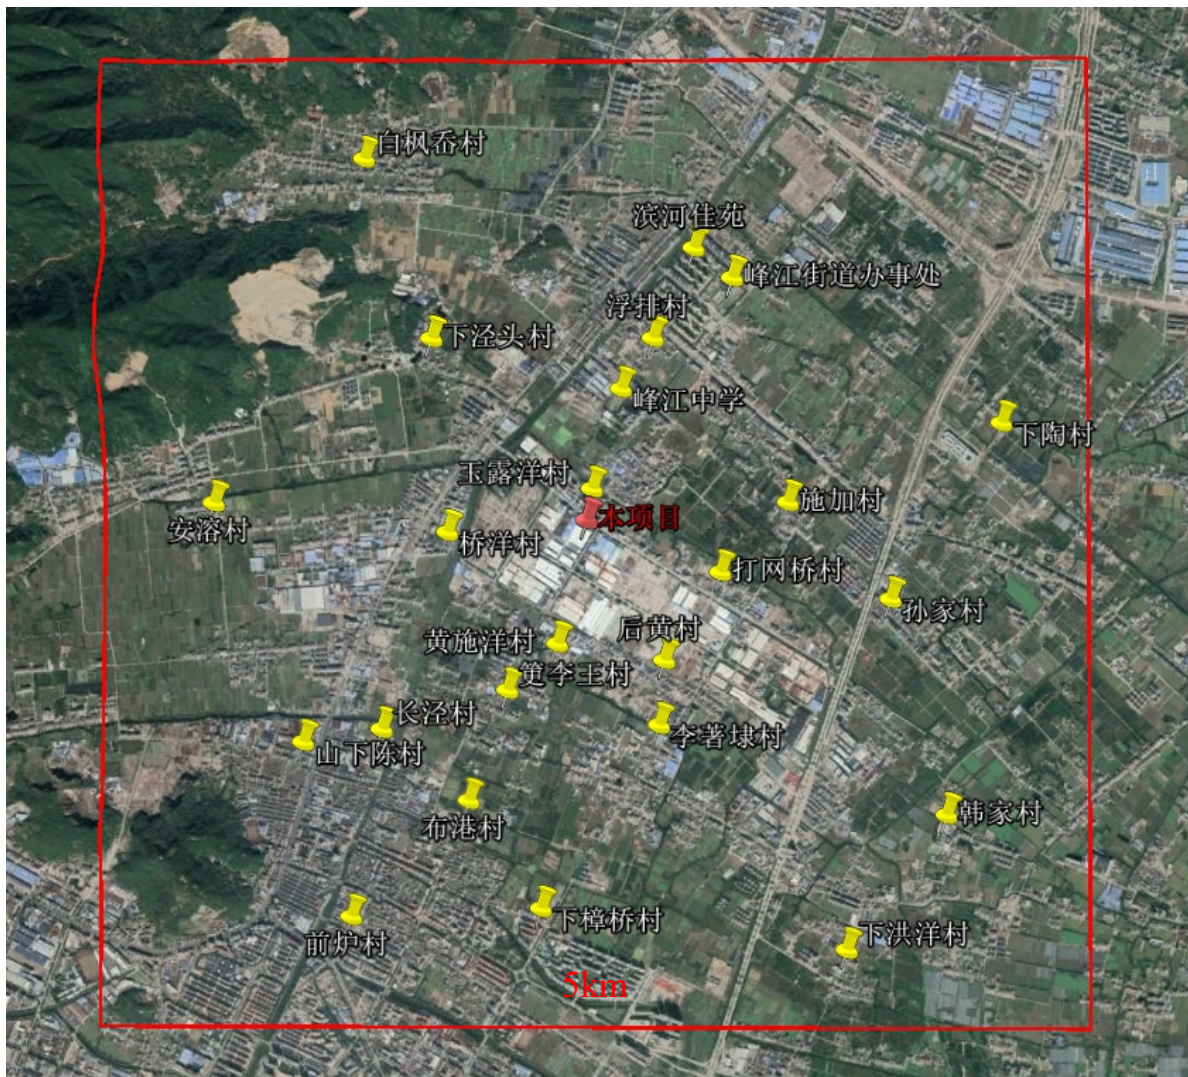 白枫岙村
滨河佳苑
峰江街道办事处
浮排村
下泾头村
峰江中学
下陶村
玉露洋村
施加村
本项目
安溶村
桥洋村
打网桥村
孙家村
后黄村
黄施洋村
篁李王村
长泾村
李著埭村
山下陈村
韩家村
布港村
下樟桥村
下洪洋村
前炉村
5km